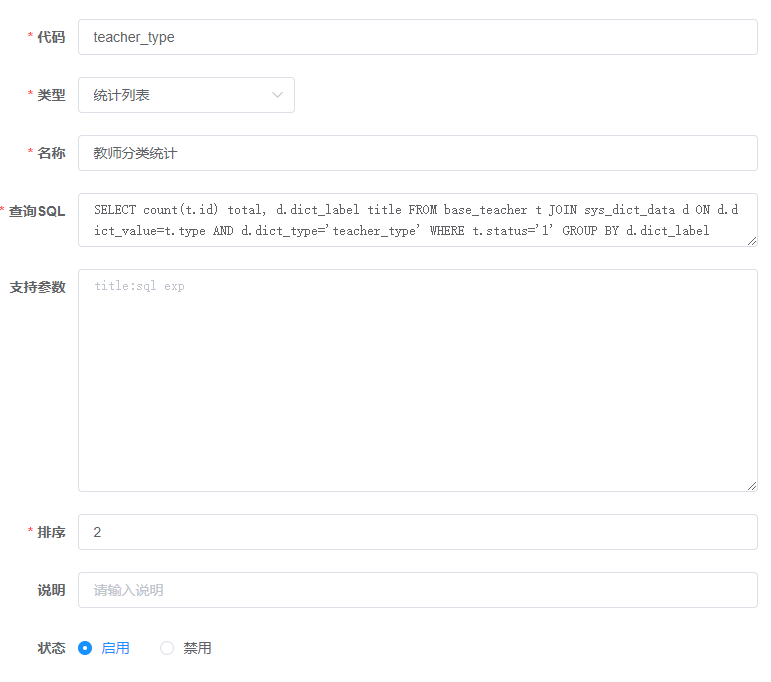 * 代码 teacher_type
* 类型 统计列表
* 名称 教师分类统计
* 查询SQL SELECT count(t.id) total, d.dict_label title FROM base_teacher t JOIN sys_dict_data d ON d.d
ict_value=t.type AND d.dict_type='teacher_type' WHERE t.status='1' GROUP BY d.dict_label
支持参数 title:sql exp
* 排序 2
说明 请输入说明
状态 启用 禁用